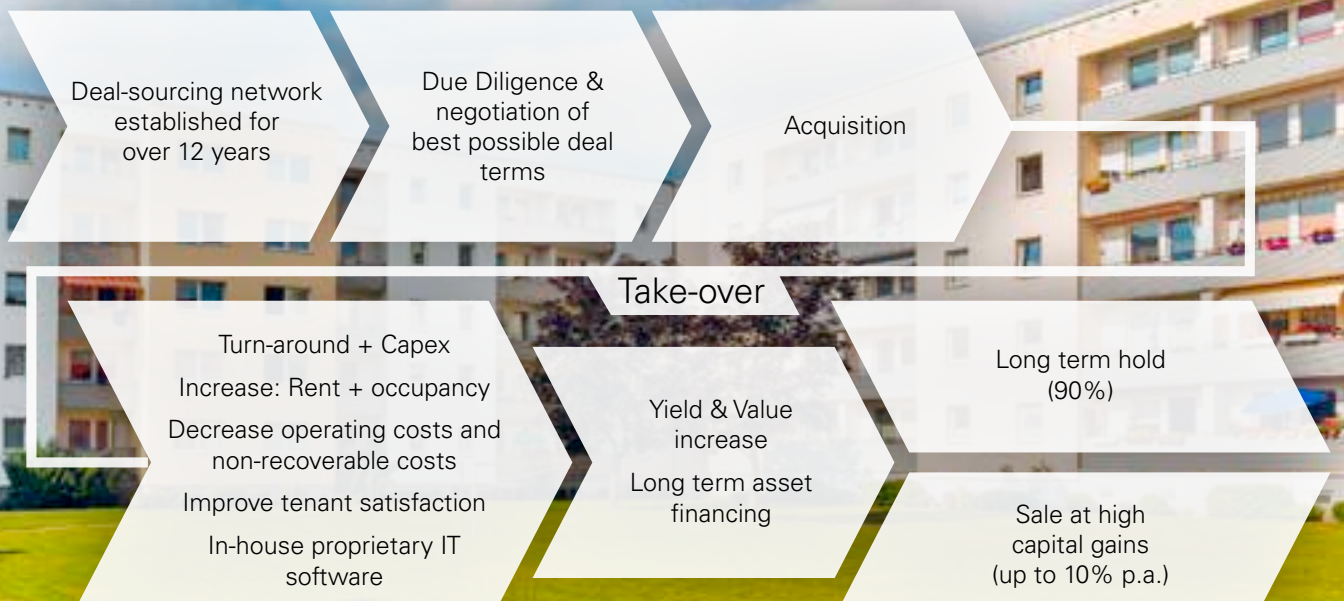 Deal-sourcing network
established for
over 12 years
Due Diligence &
negotiation of
best possible deal
terms
Acquisition
Take-over
Turn-around + Capex
Increase: Rent + occupancy
Decrease operating costs and
non-recoverable costs
Improve tenant satisfaction
In-house proprietary IT
software
Yield & Value
increase
Long term asset
financing
Long term hold
(90%)
Sale at high
capital gains
(up to 10% p.a.)